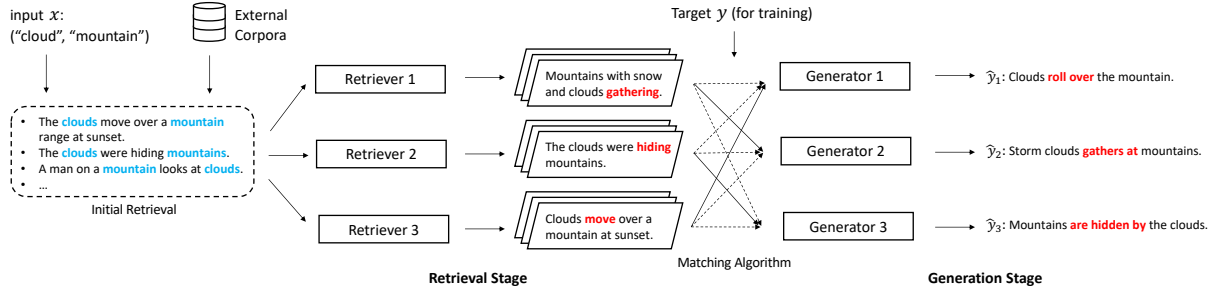 input x:
("cloud", "mountain")
External
Corpora
• The clouds move over a mountain
range at sunset.
• The clouds were hiding mountains.
• A man on a mountain looks at clouds.
• ...
Initial Retrieval
Retriever 1
Retriever 2
Retriever 3
Mountains with snow
and clouds gathering.
The clouds were hiding
mountains.
Clouds move over a
mountain at sunset.
Retrieval Stage
Target y (for training)
Matching Algorithm
Generator 1
Generator 2
Generator 3
ŷ₁: Clouds roll over the mountain.
ŷ₂: Storm clouds gathers at mountains.
ŷ₃: Mountains are hidden by the clouds.
Generation Stage